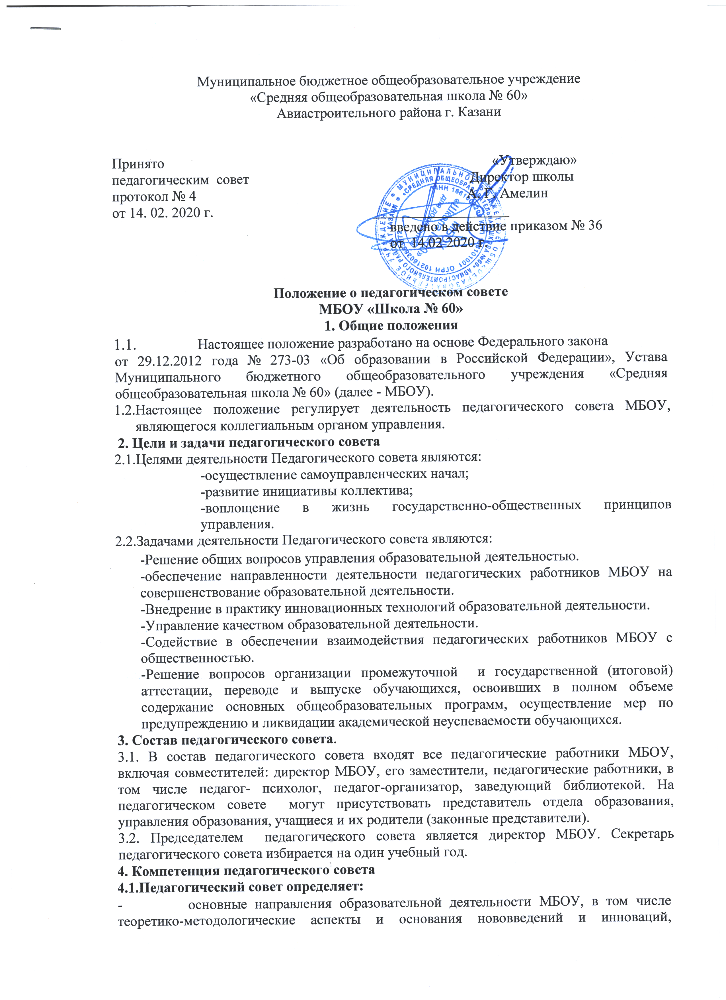 Муниципальное бюджетное общеобразовательное учреждение
«Средняя общеобразовательная школа № 60»
Авиастроительного района г. Казани
Принято
педагогическим совет
протокол № 4
от 14. 02. 2020 г.
«Утверждаю»
Директор школы
А. Г. Амелин
введено в действие приказом № 36
от 14.02 2020 г.
Положение о педагогическом совете
МБОУ «Школа № 60»
1. Общие положения
1.1. Настоящее положение разработано на основе Федерального закона
от 29.12.2012 года № 273-03 «Об образовании в Российской Федерации», Устава
Муниципального бюджетного общеобразовательного учреждения «Средняя
общеобразовательная школа № 60» (далее - МБОУ).
1.2.Настоящее положение регулирует деятельность педагогического совета МБОУ,
являющегося коллегиальным органом управления.
2. Цели и задачи педагогического совета
2.1.Целями деятельности Педагогического совета являются:
-осуществление самоуправленческих начал;
-развитие инициативы коллектива;
-воплощение в жизнь государственно-общественных принципов
управления.
2.2.Задачами деятельности Педагогического совета являются:
-Решение общих вопросов управления образовательной деятельностью.
-обеспечение направленности деятельности педагогических работников МБОУ на
совершенствование образовательной деятельности.
-Внедрение в практику инновационных технологий образовательной деятельности.
-Управление качеством образовательной деятельности.
-Содействие в обеспечении взаимодействия педагогических работников МБОУ с
общественностью.
-Решение вопросов организации промежуточной и государственной (итоговой)
аттестации, переводе и выпуске обучающихся, освоивших в полном объеме
содержание основных общеобразовательных программ, осуществление мер по
предупреждению и ликвидации академической неуспеваемости обучающихся.
3. Состав педагогического совета.
3.1. В состав педагогического совета входят все педагогические работники МБОУ,
включая совместителей: директор МБОУ, его заместители, педагогические работники, в
том числе педагог- психолог, педагог-организатор, заведующий библиотекой. На
педагогическом совете могут присутствовать представитель отдела образования,
управления образования, учащиеся и их родители (законные представители).
3.2. Председателем педагогического совета является директор МБОУ. Секретарь
педагогического совета избирается на один учебный год.
4. Компетенция педагогического совета
4.1.Педагогический совет определяет:
- основные направления образовательной деятельности МБОУ, в том числе
теоретико-методологические аспекты и основания нововведений и инноваций,